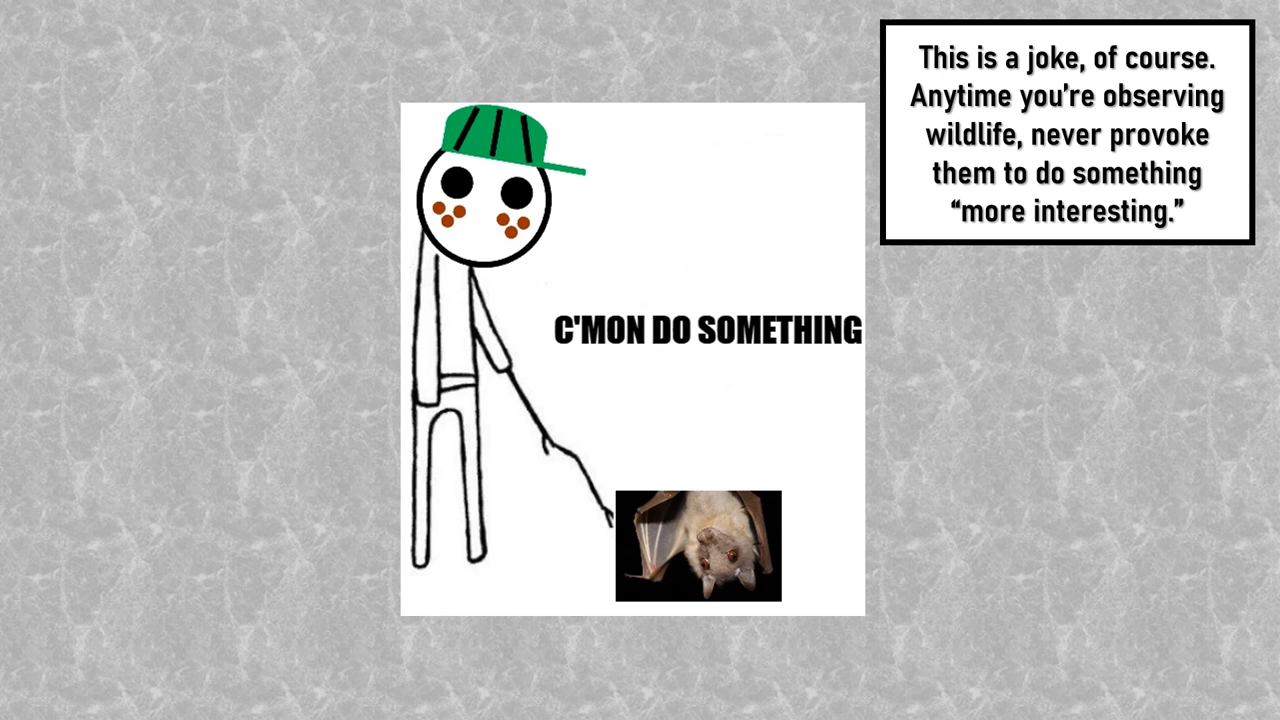 This is a joke, of course.
Anytime you're observing
wildlife, never provoke
them to do something
“more interesting.”
C'MON DO SOMETHING